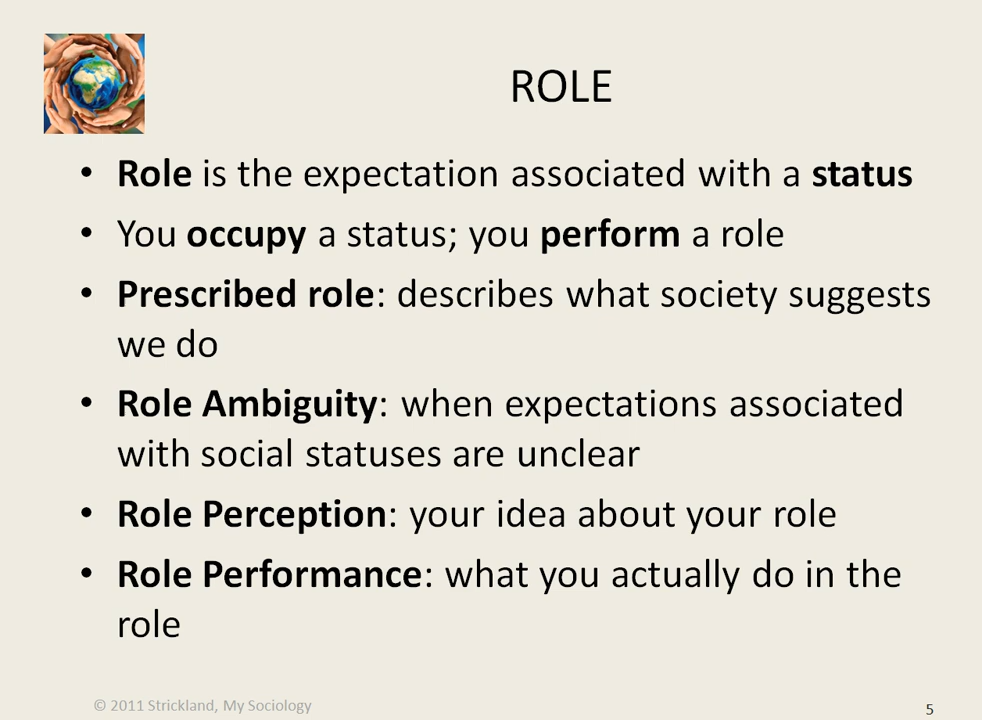 ROLE
• Role is the expectation associated with a status
• You occupy a status; you perform a role
• Prescribed role: describes what society suggests
we do
• Role Ambiguity: when expectations associated
with social statuses are unclear
• Role Perception: your idea about your role
• Role Performance: what you actually do in the
role
© 2011 Strickland, My Sociology
5